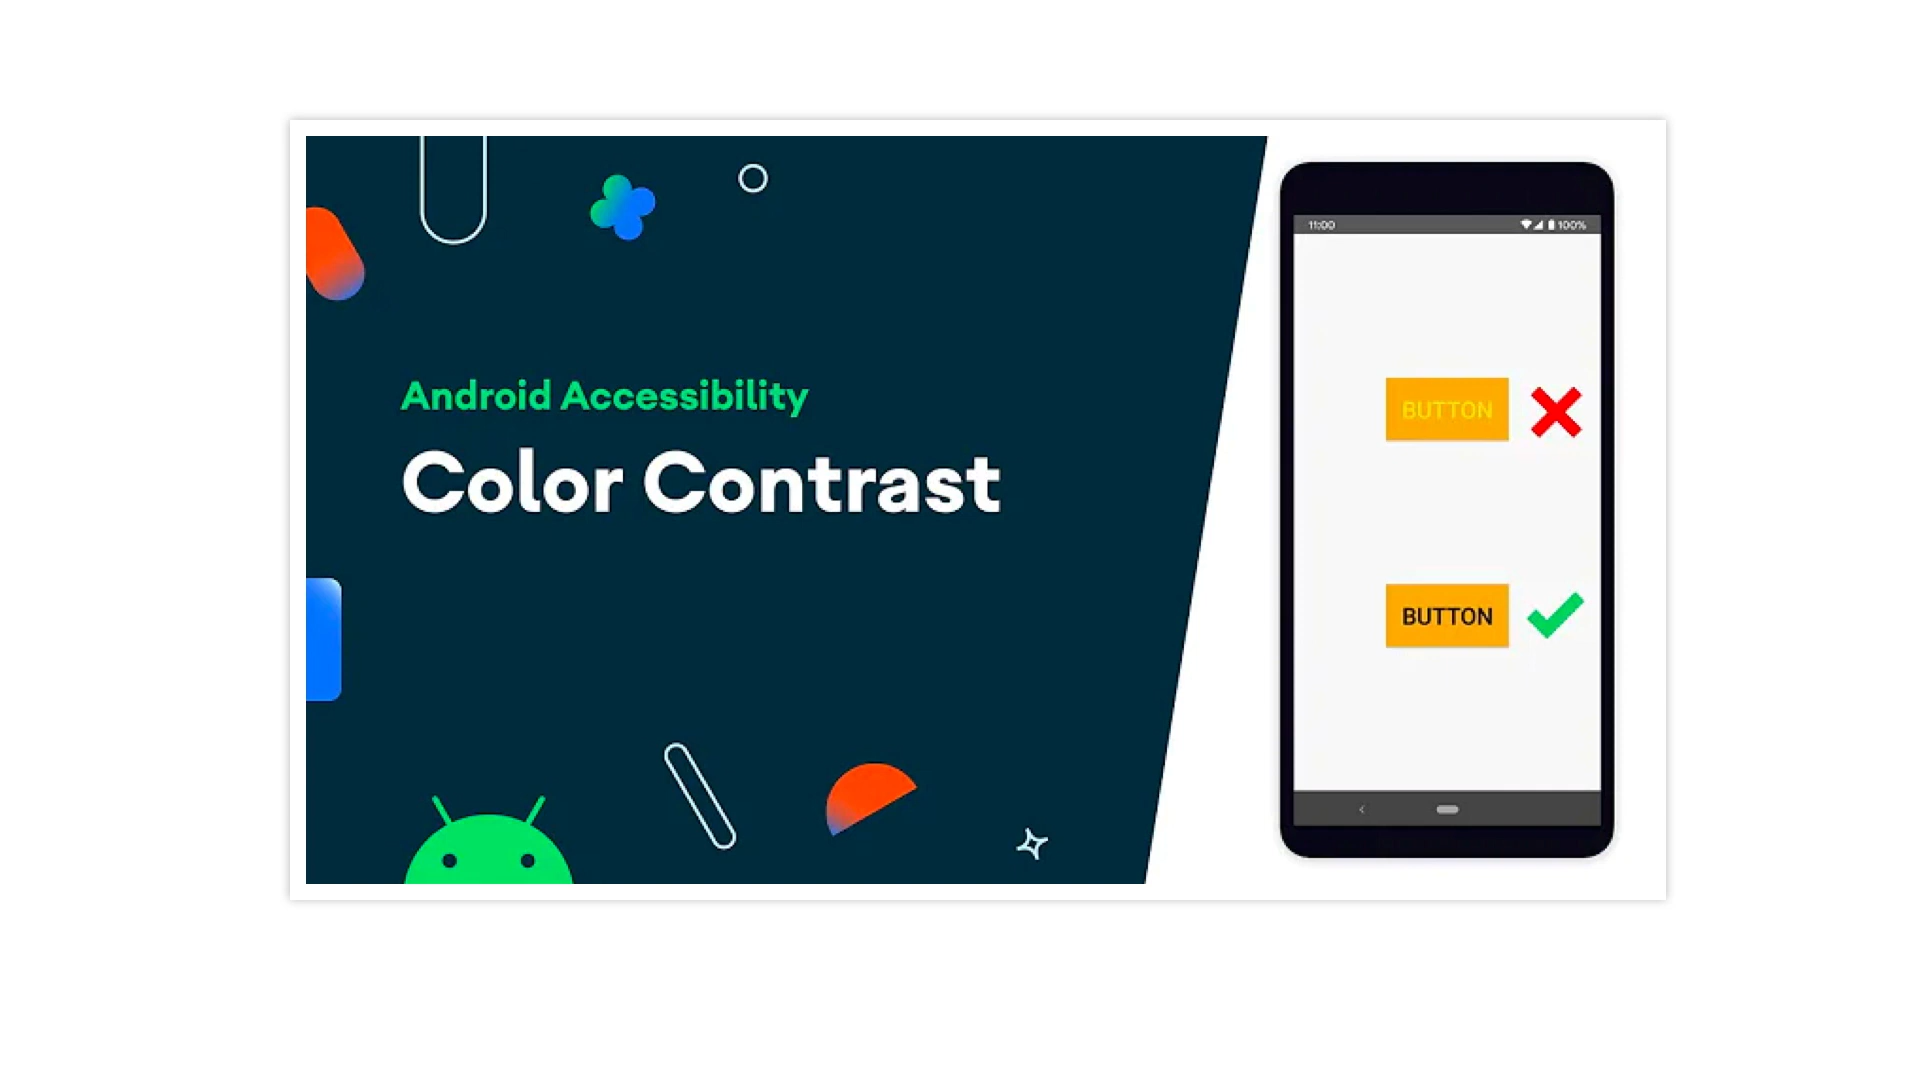 Android Accessibility
Color Contrast
11:00 100%
BUTTON
BUTTON